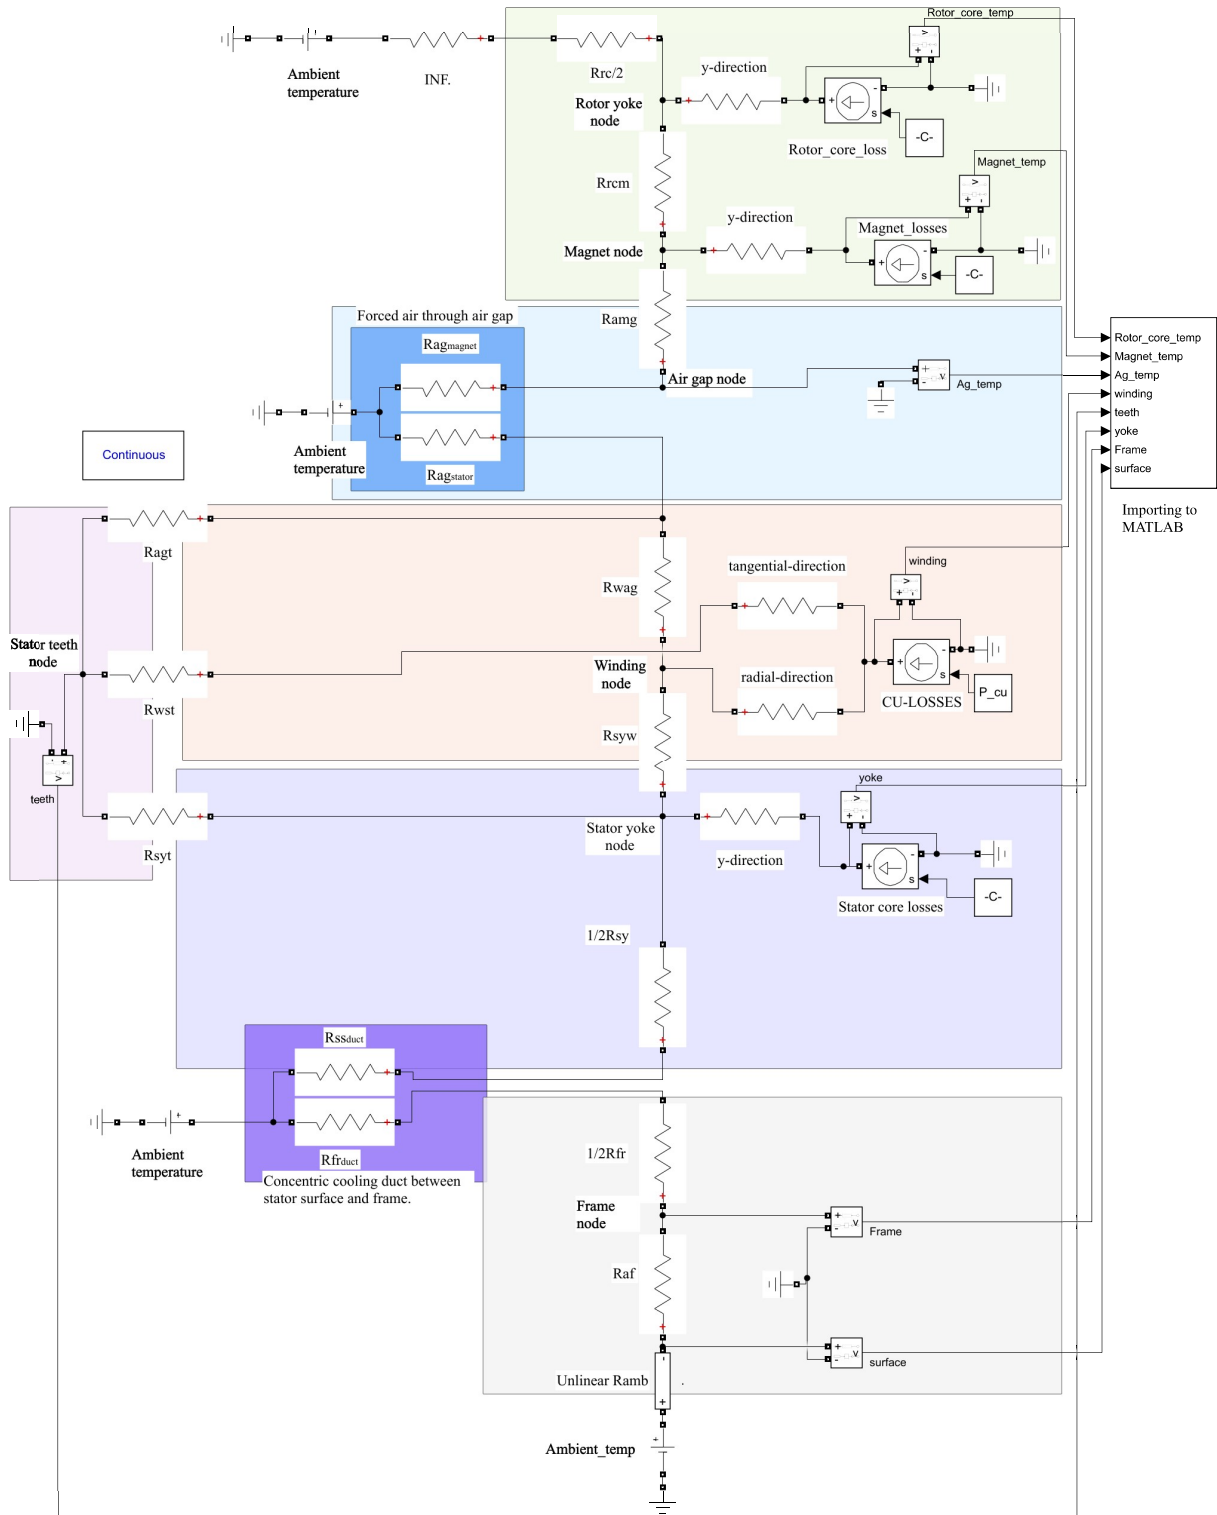 Rotor_core_temp
Ambient
temperature
INF.
Rrc/2
y-direction
Rotor yoke
node
v
+ -
+
-
s
-C-
Rotor_core_loss
Magnet_temp
v
+ -
Rrcm
y-direction
Magnet_losses
Magnet node
+
-
s
-C-
Forced air through air gap
Ramg
Ragmagnet
Air gap node
+
-
v
Ag_temp
Ambient
temperature
Ragstator
Rotor_core_temp
Magnet_temp
Ag_temp
winding
teeth
yoke
Frame
surface
Importing to
MATLAB
Continuous
Ragt
Rwag
tangential-direction
winding
v
+ -
Stator teeth
node
Winding
node
radial-direction
+
-
s
P_cu
CU-LOSSES
Rwst
Rsyw
- +
v
teeth
yoke
v
+ -
Rsyt
Stator yoke
node
y-direction
+
-
s
-C-
Stator core losses
1/2Rsy
Rssduct
Rfrduct
Ambient
temperature
Concentric cooling duct between
stator surface and frame.
1/2Rfr
Frame
node
+
-
v
Frame
Raf
+
-
v
surface
-
Unlinear Ramb
+
.
Ambient_temp
+